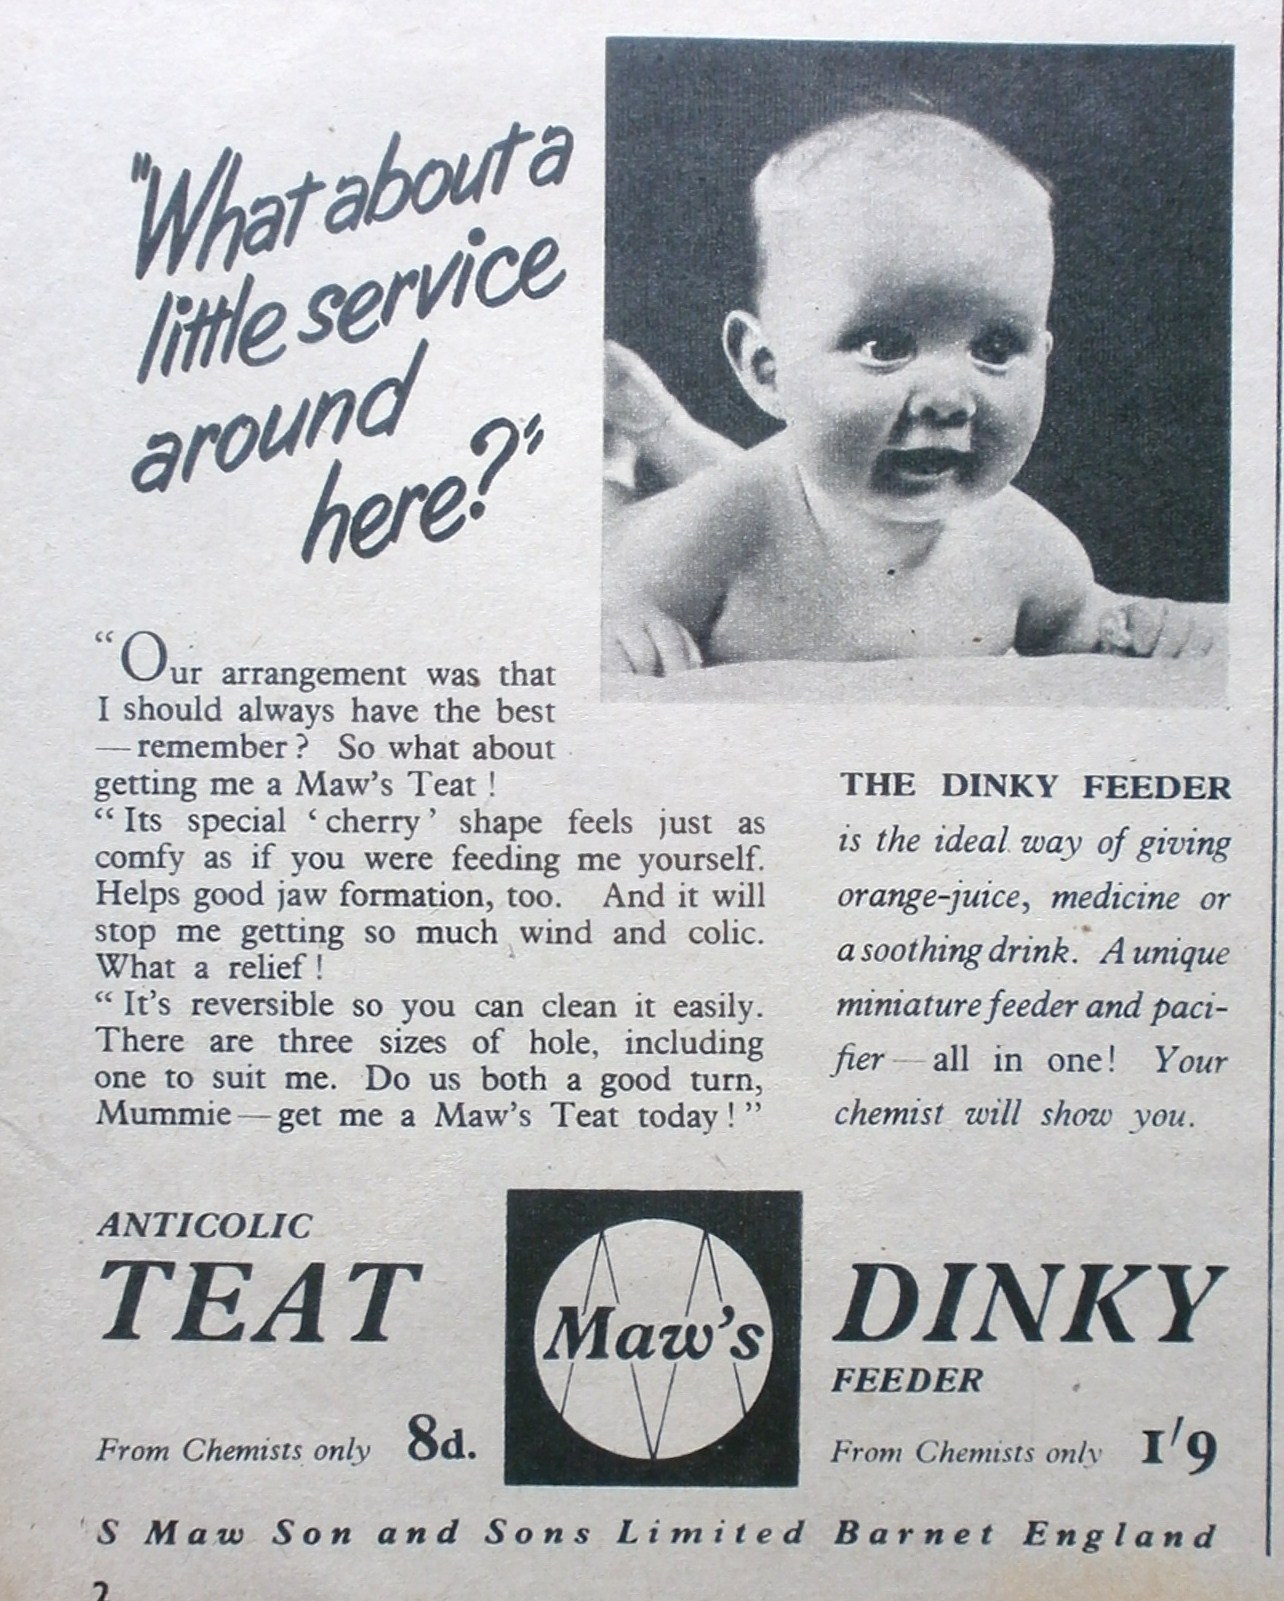 "What about a
little service
around
here?"
“Our arrangement was that
I should always have the best
—remember? So what about
getting me a Maw's Teat!
“Its special ‘cherry’ shape feels just as
comfy as if you were feeding me yourself.
Helps good jaw formation, too. And it will
stop me getting so much wind and colic.
What a relief!
“It's reversible so you can clean it easily.
There are three sizes of hole, including
one to suit me. Do us both a good turn,
Mummie—get me a Maw's Teat today!”
THE DINKY FEEDER
is the ideal way of giving
orange-juice, medicine or
a soothing drink. A unique
miniature feeder and paci-
fier—all in one! Your
chemist will show you.
ANTICOLIC
TEAT
From Chemists only 8d.
Maw's
DINKY
FEEDER
From Chemists only 1'9
S Maw Son and Sons Limited Barnet England
2